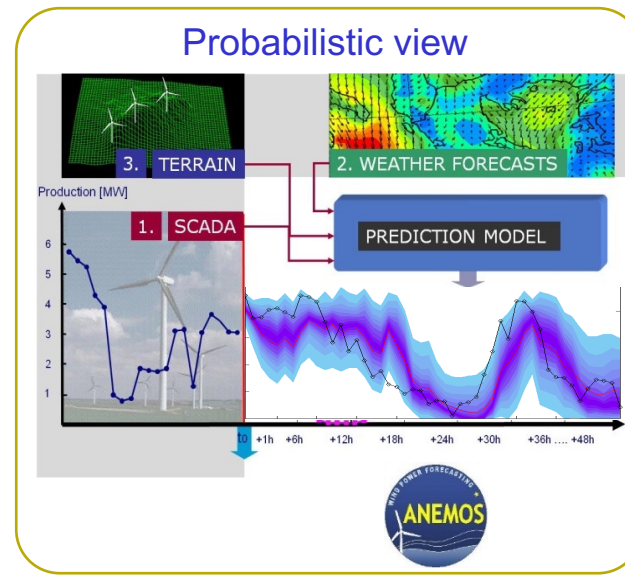 Probabilistic view
3. TERRAIN
2. WEATHER FORECASTS
Production [MW]
1. SCADA
PREDICTION MODEL
6
5
4
3
2
1
to +1h +6h +12h +18h +24h +30h +36h .... +48h
WIND POWER FORECASTING
ANEMOS